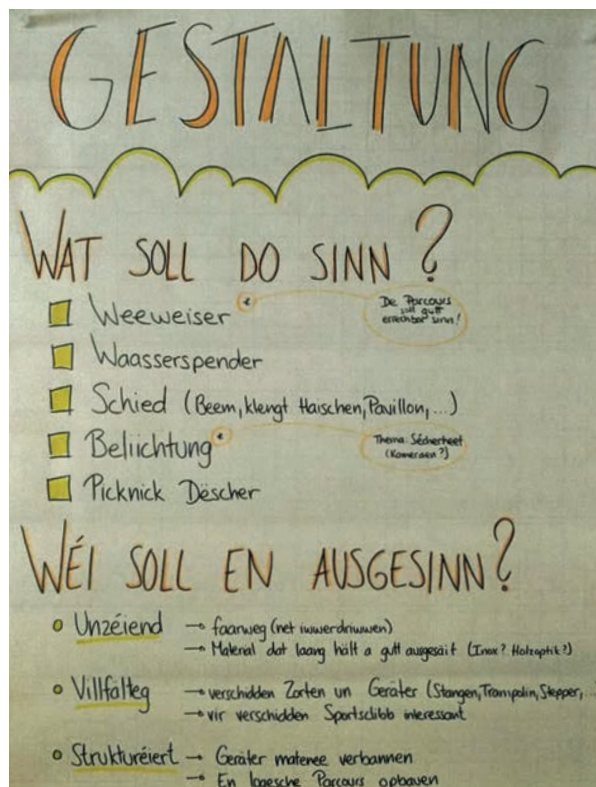 GESTALTUNG
WAT SOLL DO SINN?
Weeweiser *
De Parcours
soll gutt
erreechbar sinn!
Waasserspender
Schied (Beem, klengt Haischen, Pavillon, ...)
Beliichtung *
Thema: Sécherheet
(Kameraen?)
Picknick Dëscher
WÉI SOLL EN AUSGESINN?
Unzéiend → faarweg (net iwwerdriwwen)
→ Material dat laang hält a gutt ausgesäit (Inox? Holzoptik?)
Villfälteg → verschidden Zorten un Geräter (Stangen, Trampolin, Stepper, ...
→ vir verschidden Sportsclibb interessant
Strukturéiert → Geräter mateneen verbannen
→ En logesche Parcours opbauen